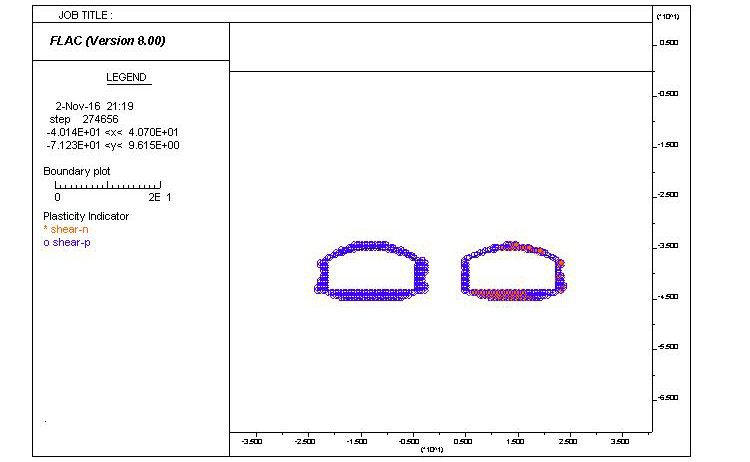 JOB TITLE :
FLAC (Version 8.00)
LEGEND
2-Nov-16 21:19
step 274656
-4.014E+01 <x< 4.070E+01
-7.123E+01 <y< 9.615E+00
Boundary plot
0 2E 1
Plasticity Indicator
* shear-n
o shear-p
(*10^1)
0.500
-0.500
-1.500
-2.500
-3.500
-4.500
-5.500
-6.500
-3.500 -2.500 -1.500 -0.500 0.500 1.500 2.500 3.500
(*10^1)